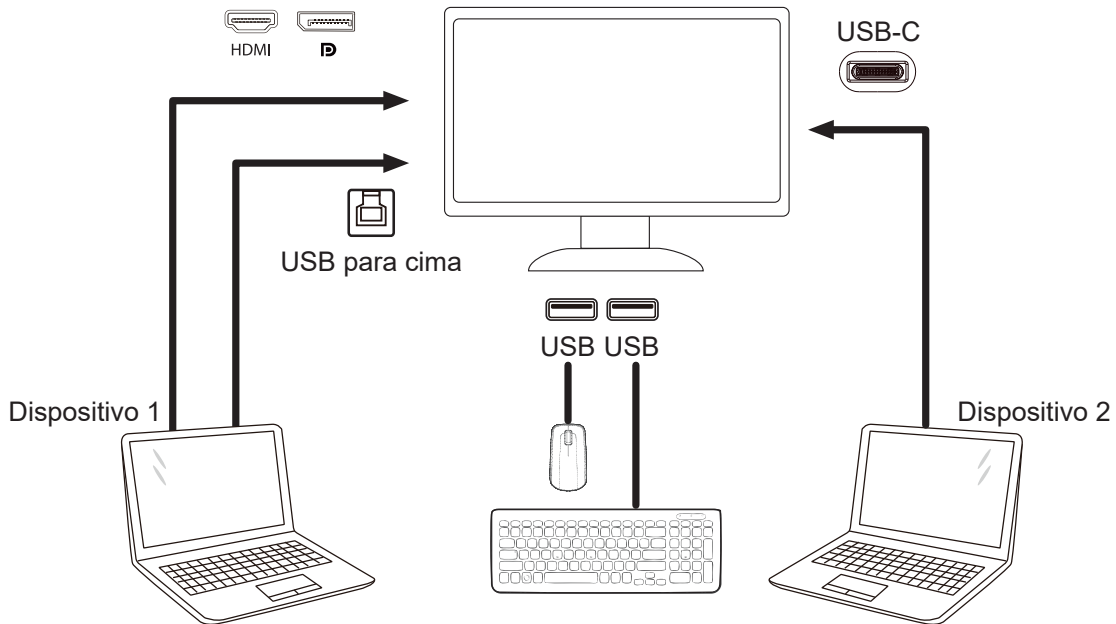 USB-C
HDMI
USB para cima
USB USB
Dispositivo 1
Dispositivo 2